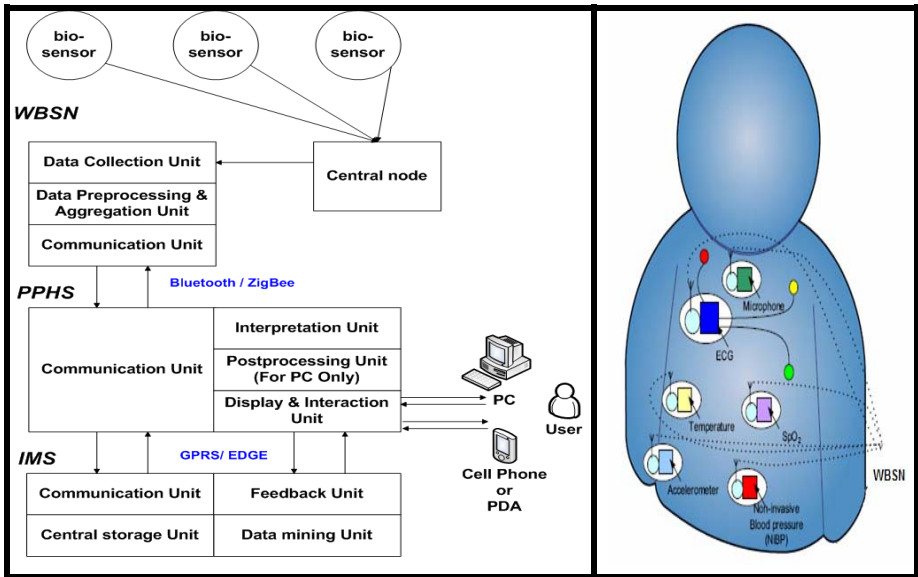 bio-
sensor
bio-
sensor
bio-
sensor
WBSN
Data Collection Unit
Data Preprocessing &
Aggregation Unit
Communication Unit
Central node
PPHS
Bluetooth / ZigBee
Communication Unit
Interpretation Unit
Postprocessing Unit
(For PC Only)
Display & Interaction
Unit
PC
User
Cell Phone
or
PDA
IMS
GPRS/ EDGE
Communication Unit
Feedback Unit
Central storage Unit
Data mining Unit
Microphone
ECG
Temperature
SpO₂
WBSN
Accelerometer
Non-invasive
Blood pressure
(NIBP)